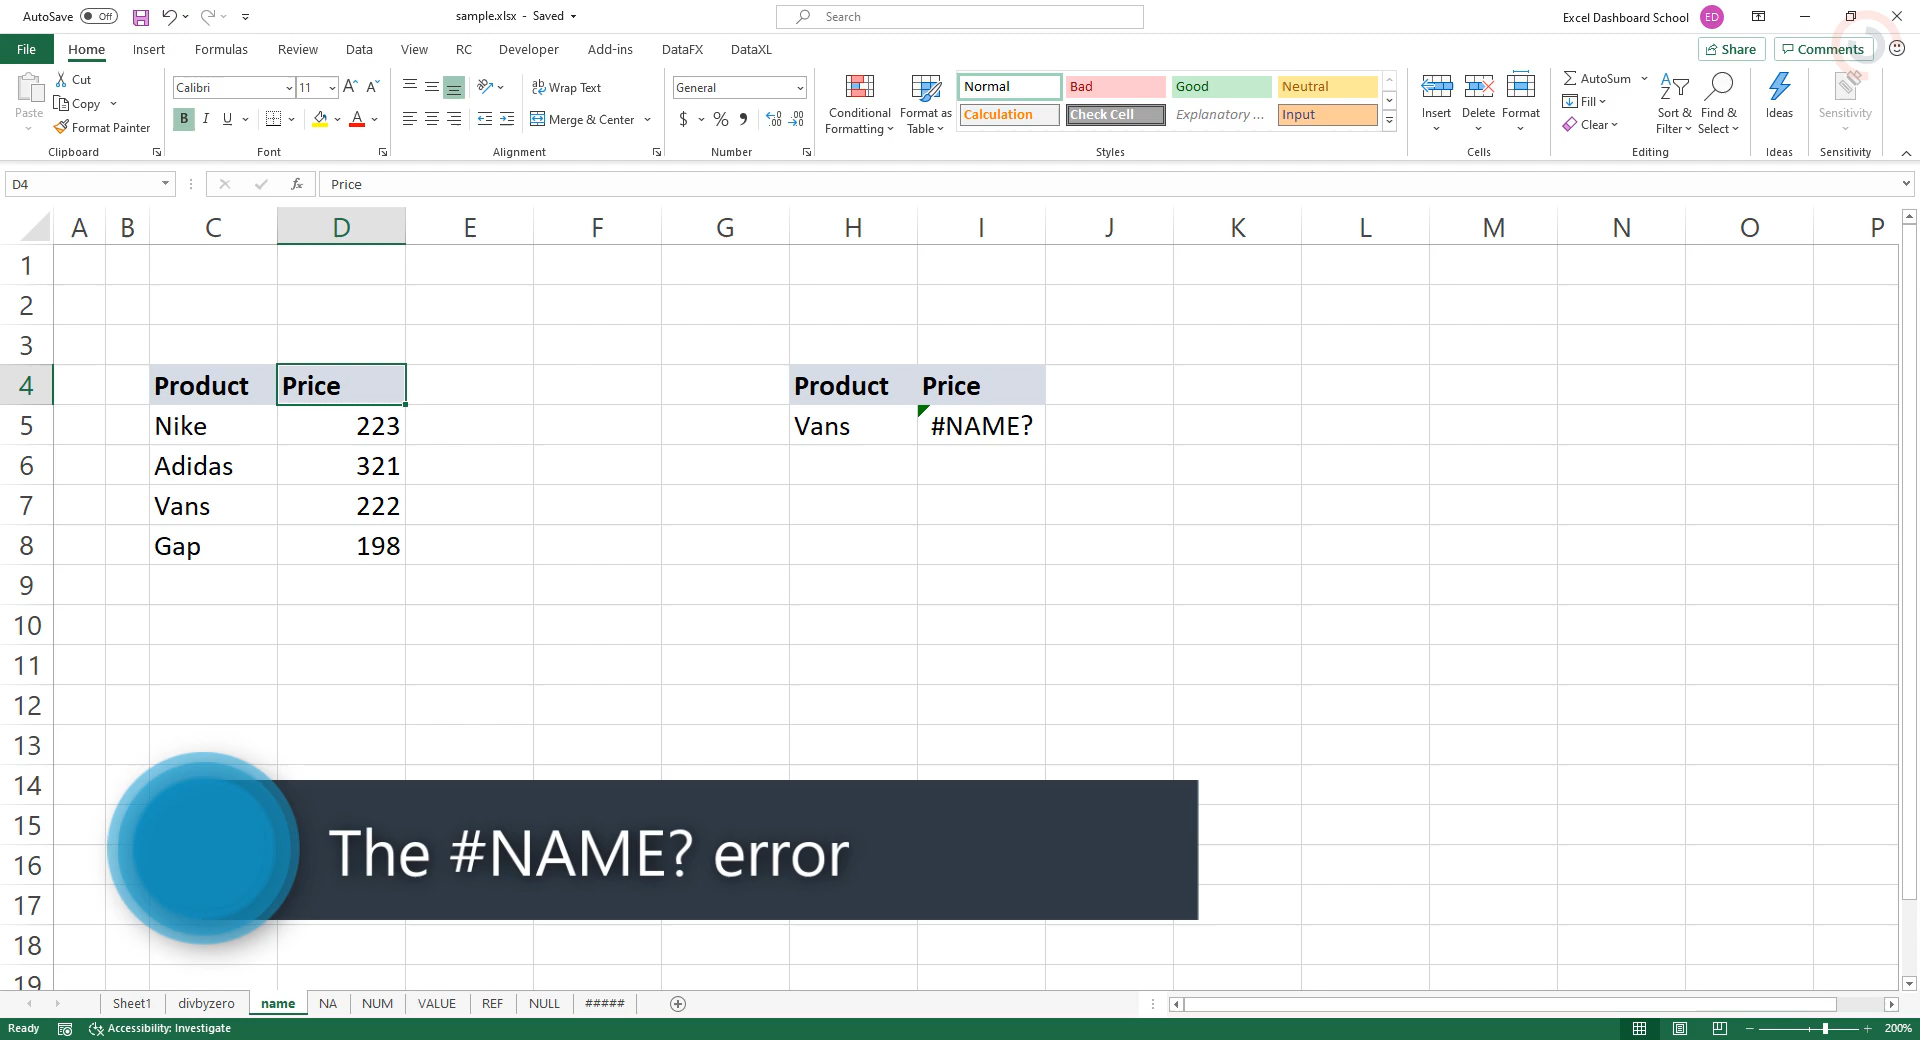 AutoSave Off sample.xlsx - Saved Search Excel Dashboard School ED
File Home Insert Formulas Review Data View RC Developer Add-ins DataFX DataXL Share Comments
Paste Cut Copy Format Painter Clipboard
Calibri 11 B I U A A A Font
ab Wrap Text Merge & Center Alignment
General $ % Number
Conditional Formatting Format as Table
Normal Bad Good Neutral
Calculation Check Cell Explanatory ... Input
Styles
Insert Delete Format Cells
AutoSum Fill Clear Sort & Filter Find & Select Editing
Ideas Ideas
Sensitivity Sensitivity
D4 fx Price
A B C D E F G H I J K L M N O P
1
2
3
4 Product Price Product Price
5 Nike 223 Vans #NAME?
6 Adidas 321
7 Vans 222
8 Gap 198
9
10
11
12
13
14
15 The #NAME? error
16
17
18
19
Sheet1 divbyzero name NA NUM VALUE REF NULL #####
Ready Accessibility: Investigate 200%